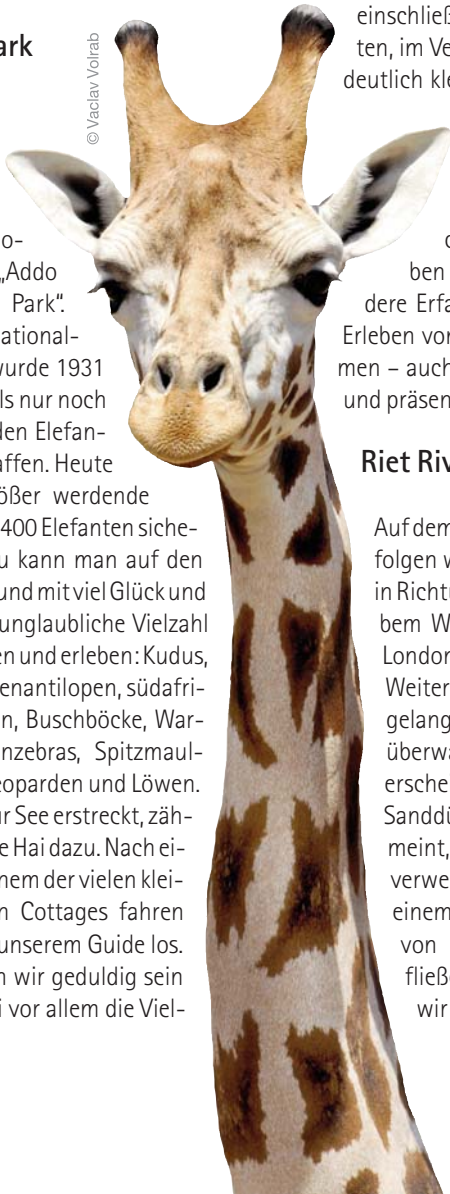 ark
© Vaclav Volrab
o-
„Addo
Park“.
ational-
wurde 1931
ls nur noch
den Elefan-
affen. Heute
ößer werdende
400 Elefanten siche-
u kann man auf den
und mit viel Glück und
unglaubliche Vielzahl
en und erleben: Kudus,
enantilopen, südafri-
n, Buschböcke, War-
nzebras, Spitzmaul-
eoparden und Löwen.
ur See erstreckt, zäh-
e Hai dazu. Nach ei-
nem der vielen klei-
n Cottages fahren
unserem Guide los.
n wir geduldig sein
i vor allem die Viel-
einschließ
ten, im Ve
deutlich kle
ben
dere Erfa
Erleben vor
men – auch
und präsen
Riet Riv
Auf dem
folgen w
in Richtu
bem W
London
Weiter
gelang
überwa
erschei
Sanddü
meint,
verwe
einem
von
fließe
wir